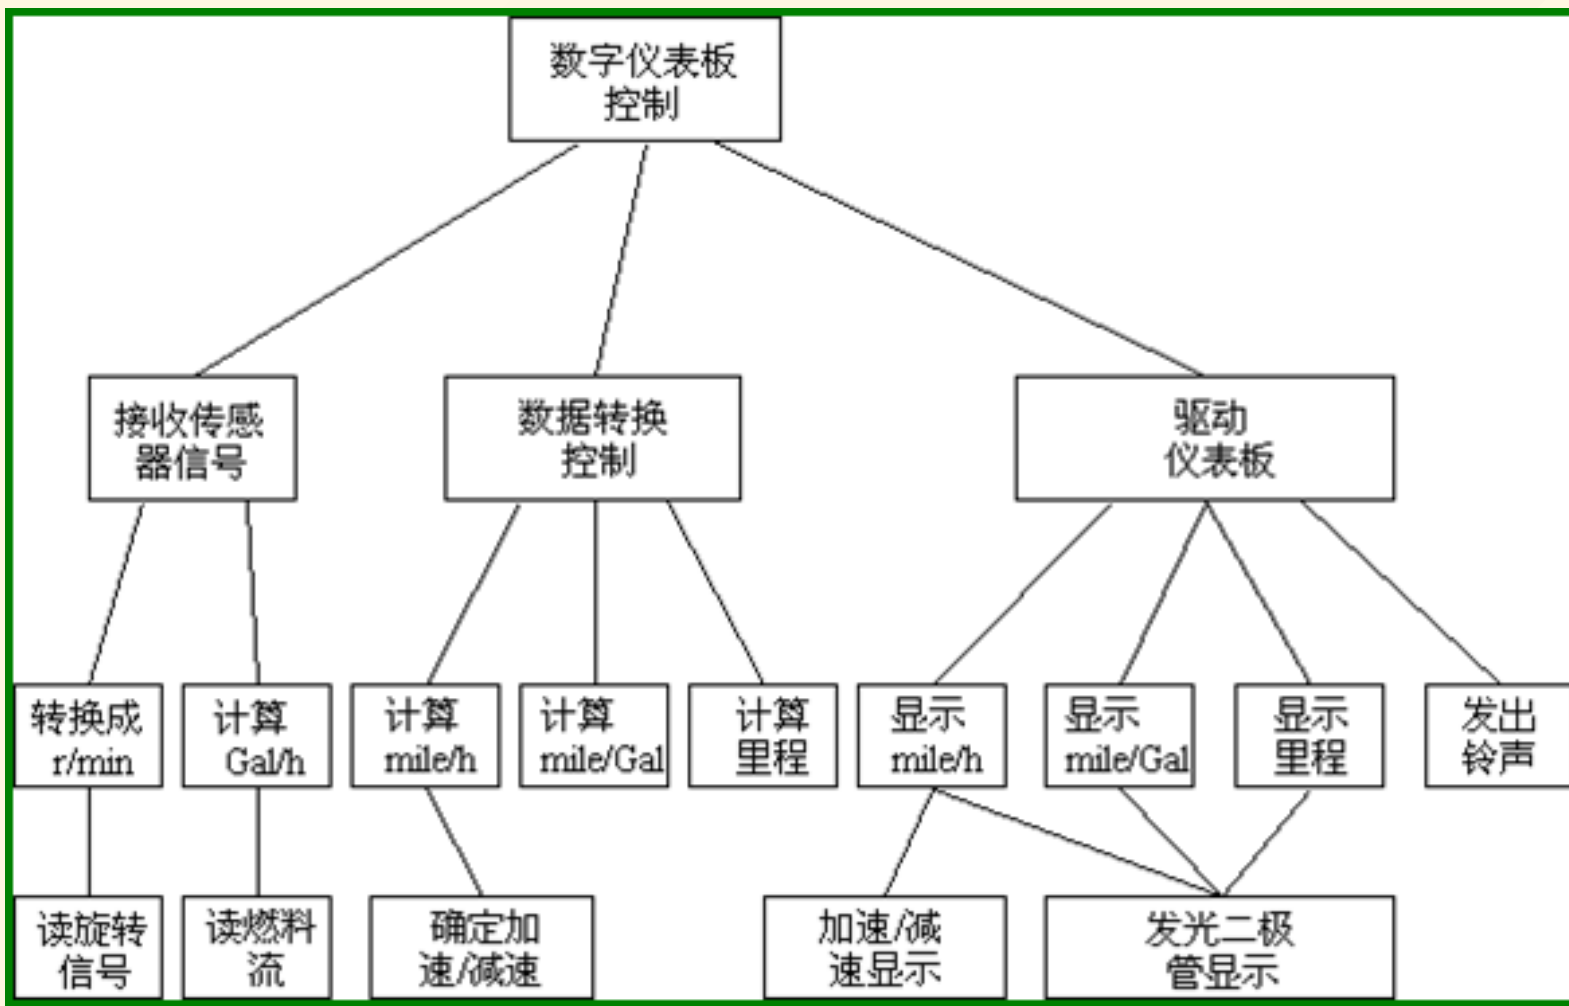 数字仪表板
控制
接收传感
器信号
数据转换
控制
驱动
仪表板
转换成
r/min
计算
Gal/h
计算
mile/h
计算
mile/Gal
计算
里程
显示
mile/h
显示
mile/Gal
显示
里程
发出
铃声
读旋转
信号
读燃料
流
确定加
速/减速
加速/减
速显示
发光二极
管显示